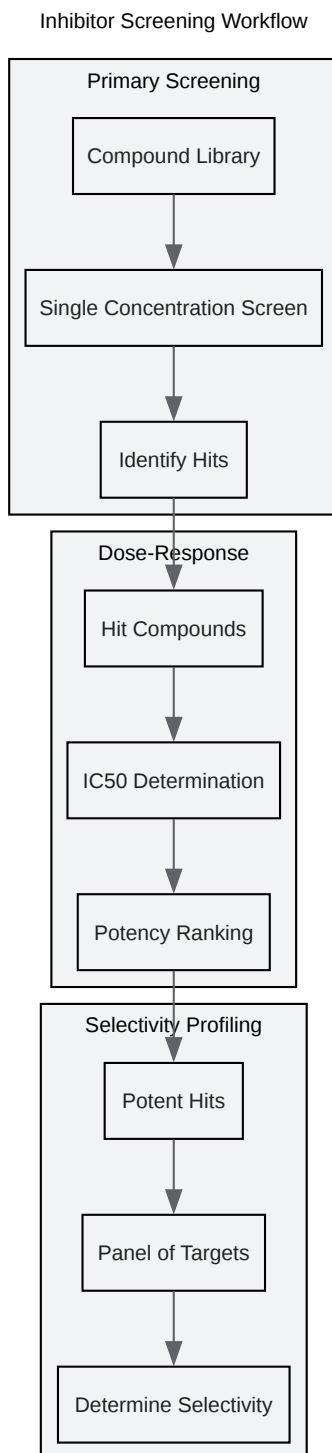 Inhibitor Screening Workflow
Primary Screening
Compound Library
Single Concentration Screen
Identify Hits
Dose-Response
Hit Compounds
IC50 Determination
Potency Ranking
Selectivity Profiling
Potent Hits
Panel of Targets
Determine Selectivity